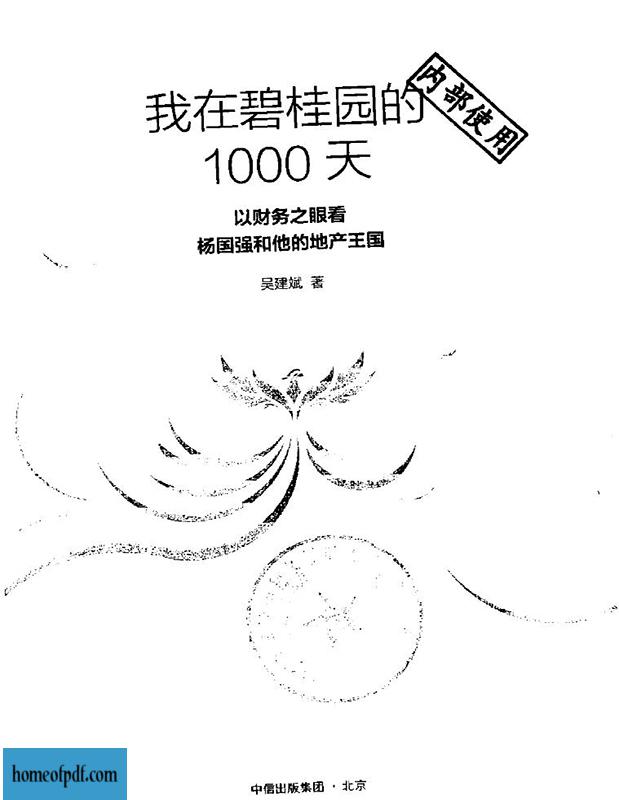 我在碧桂园的
1000 天
内部使用
以财务之眼看
杨国强和他的地产王国
吴建斌 著
homeofpdf.com
中信出版集团·北京